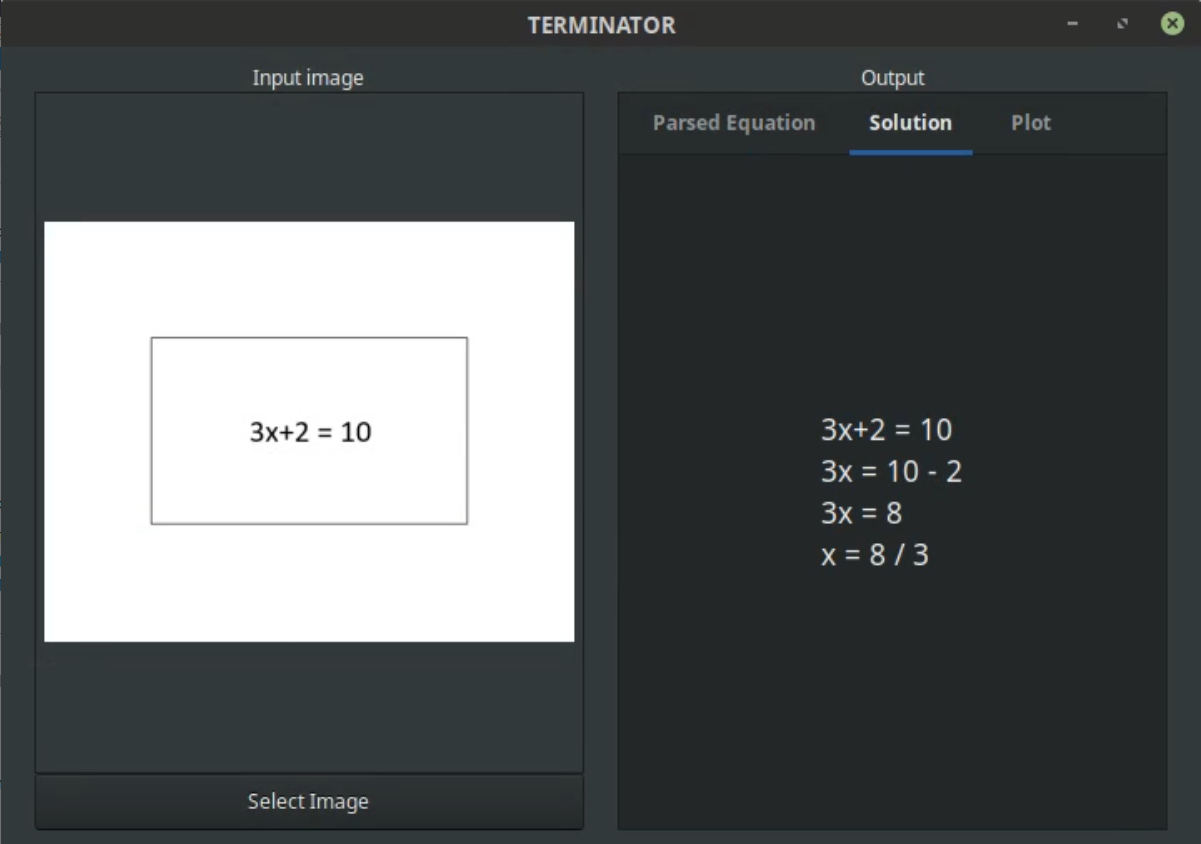 TERMINATOR
Input image
3x+2 = 10
Select Image
Output
Parsed Equation Solution Plot
3x+2 = 10
3x = 10 - 2
3x = 8
x = 8 / 3